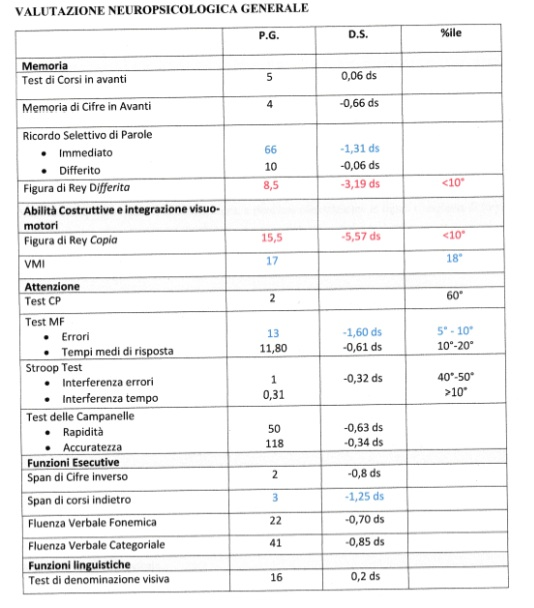 VALUTAZIONE NEUROPSICOLOGICA GENERALE
P.G. D.S. %ile
Memoria
Test di Corsi in avanti 5 0,06 ds
Memoria di Cifre in Avanti 4 -0,66 ds
Ricordo Selettivo di Parole
• Immediato 66 -1,31 ds
• Differito 10 -0,06 ds
Figura di Rey Differita 8,5 -3,19 ds <10°
Abilità Costruttive e integrazione visuo-
motori
Figura di Rey Copia 15,5 -5,57 ds <10°
VMI 17 18°
Attenzione
Test CP 2 60°
Test MF
• Errori 13 -1,60 ds 5° - 10°
• Tempi medi di risposta 11,80 -0,61 ds 10°-20°
Stroop Test
• Interferenza errori 1 -0,32 ds 40°-50°
• Interferenza tempo 0,31 >10°
Test delle Campanelle
• Rapidità 50 -0,63 ds
• Accuratezza 118 -0,34 ds
Funzioni Esecutive
Span di Cifre inverso 2 -0,8 ds
Span di corsi indietro 3 -1,25 ds
Fluenza Verbale Fonemica 22 -0,70 ds
Fluenza Verbale Categoriale 41 -0,85 ds
Funzioni linguistiche
Test di denominazione visiva 16 0,2 ds